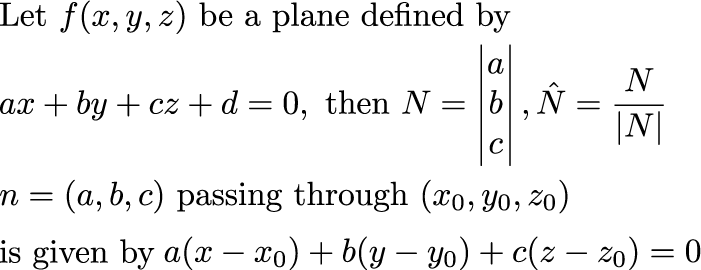 Let f(x, y, z) be a plane defined by
ax + by + cz + d = 0, then N = |a b c|, N̂ = N/|N|
n = (a, b, c) passing through (x₀, y₀, z₀)
is given by a(x − x₀) + b(y − y₀) + c(z − z₀) = 0